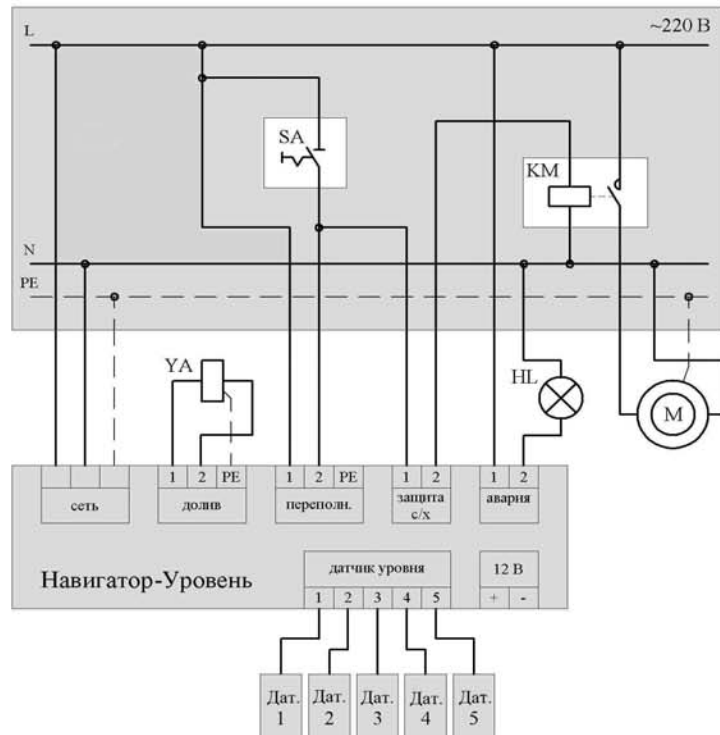 L
~220 В
SA
KM
N
PE
YA
HL
M
1 2 PE
1 2 PE
1 2
1 2
сеть
долив
переполн.
защита
с/х
авария
Навигатор-Уровень
датчик уровня
12 В
1 2 3 4 5
+ -
Дат.
1
Дат.
2
Дат.
3
Дат.
4
Дат.
5